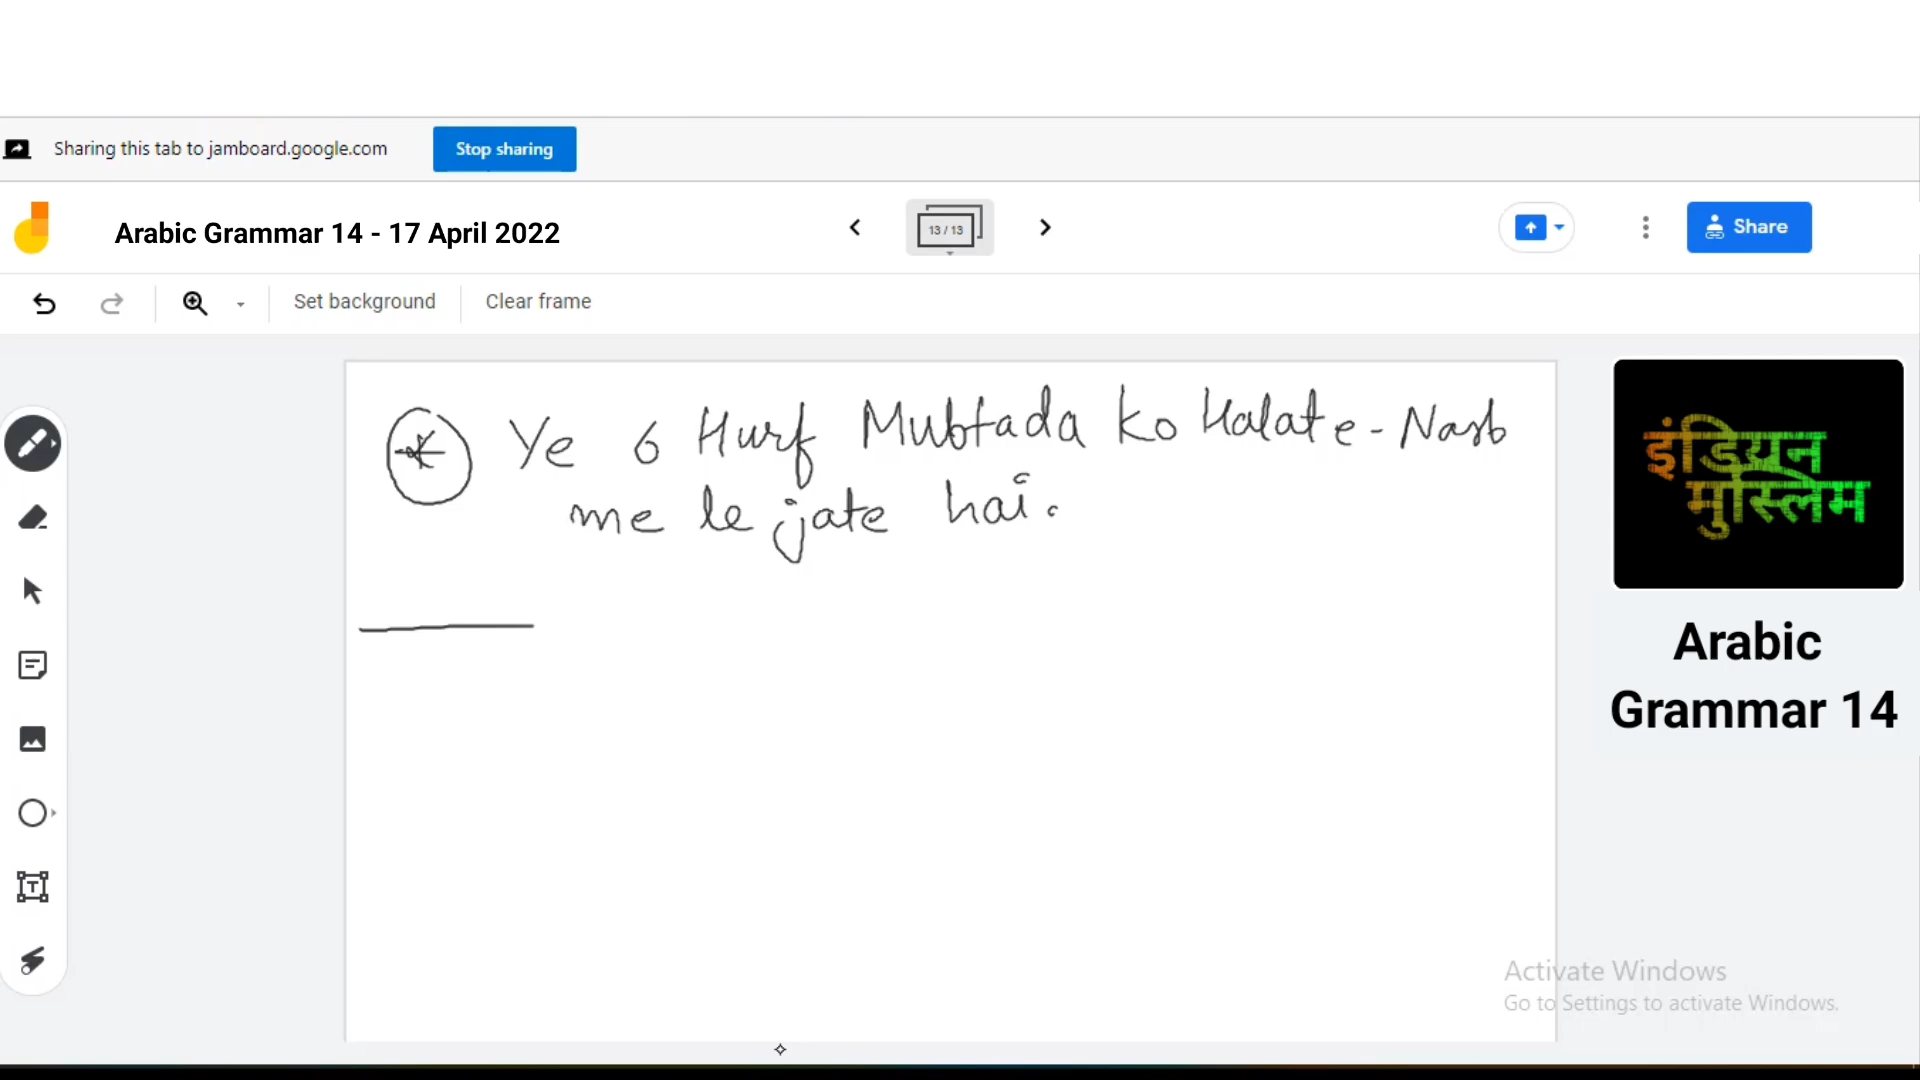 Sharing this tab to jamboard.google.com
Stop sharing
Arabic Grammar 14 - 17 April 2022
13 / 13
Share
Set background
Clear frame
* Ye 6 Hurf Mubtada Ko Halate-Nasb
me le jate hai.
इंडियन
मुस्लिम
Arabic
Grammar 14
Activate Windows
Go to Settings to activate Windows.